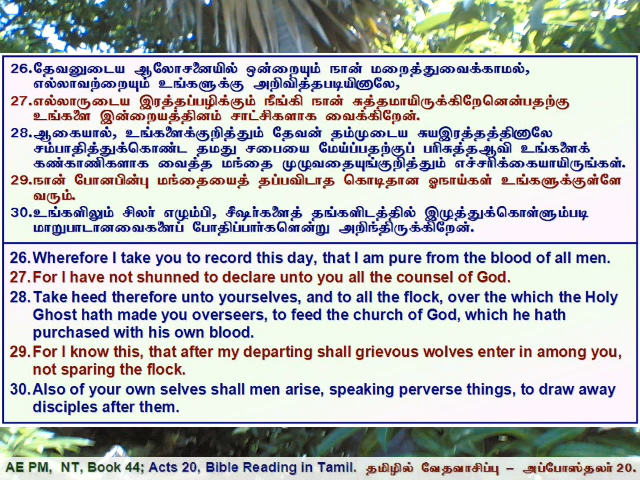 26.தேவனுடைய ஆலோசனையில் ஒன்றையும் நான் மறைத்துவைக்காமல்,
எல்லாவற்றையும் உங்களுக்கு அறிவித்தபடியினாலே,
27.எல்லாருடைய இரத்தப்பழிக்கும் நீங்கி நான் சுத்தமாயிருக்கிறேனென்பதற்கு
உங்களை இன்றையத்தினம் சாட்சிகளாக வைக்கிறேன்.
28.ஆகையால், உங்களைக்குறித்தும் தேவன் தம்முடைய சுயஇரத்தத்தினாலே
சம்பாதித்துக்கொண்ட தமது சபையை மேய்ப்பதற்குப் பரிசுத்தஆவி உங்களைக்
கண்காணிகளாக வைத்த மந்தை முழுவதையுங்குறித்தும் எச்சரிக்கையாயிருங்கள்.
29.நான் போனபின்பு மந்தையைத் தப்பவிடாத கொடிதான ஓநாய்கள் உங்களுக்குள்ளே
வரும்.
30.உங்களிலும் சிலர் எழும்பி, சீஷர்களைத் தங்களிடத்தில் இழுத்துக்கொள்ளும்படி
மாறுபாடானவைகளைப் போதிப்பார்களென்று அறிந்திருக்கிறேன்.
26.Wherefore I take you to record this day, that I am pure from the blood of all men.
27.For I have not shunned to declare unto you all the counsel of God.
28.Take heed therefore unto yourselves, and to all the flock, over the which the Holy
Ghost hath made you overseers, to feed the church of God, which he hath
purchased with his own blood.
29.For I know this, that after my departing shall grievous wolves enter in among you,
not sparing the flock.
30.Also of your own selves shall men arise, speaking perverse things, to draw away
disciples after them.
AE PM, NT, Book 44; Acts 20, Bible Reading in Tamil. தமிழில் வேதவாசிப்பு – அப்போஸ்தலர் 20.